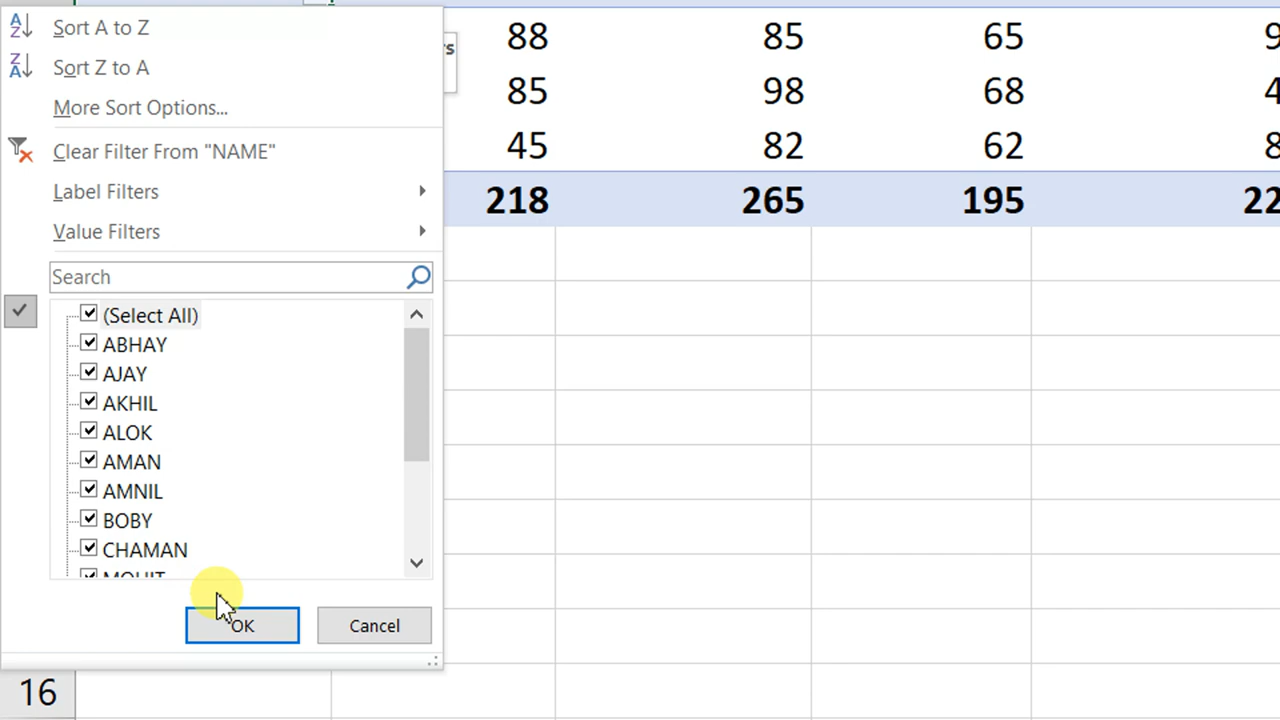 Sort A to Z
Sort Z to A
More Sort Options...
Clear Filter From "NAME"
Label Filters
Value Filters
Search
(Select All)
ABHAY
AJAY
AKHIL
ALOK
AMAN
AMNIL
BOBY
CHAMAN
MOHIT
OK Cancel
88 85 65
85 98 68
45 82 62
218 265 195
16